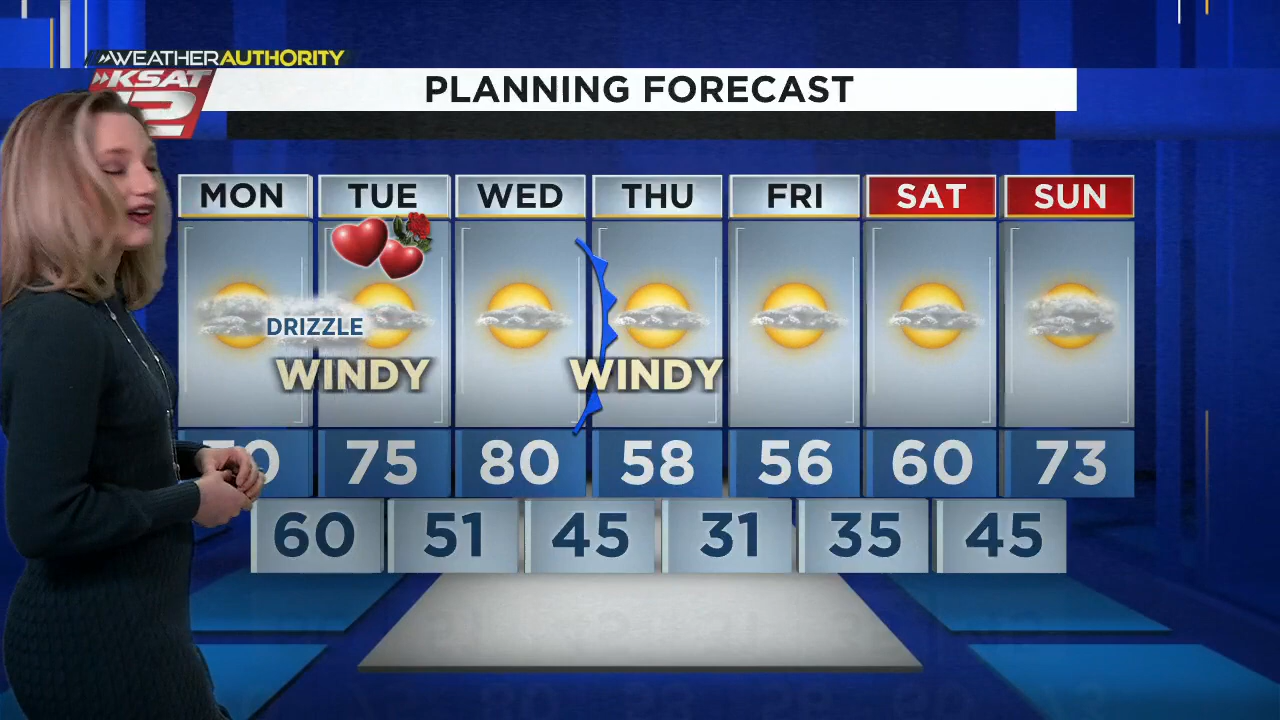 WEATHERAUTHORITY
KSAT
12
PLANNING FORECAST
MON TUE WED THU FRI SAT SUN
DRIZZLE
WINDY WINDY
75 80 58 56 60 73
60 51 45 31 35 45